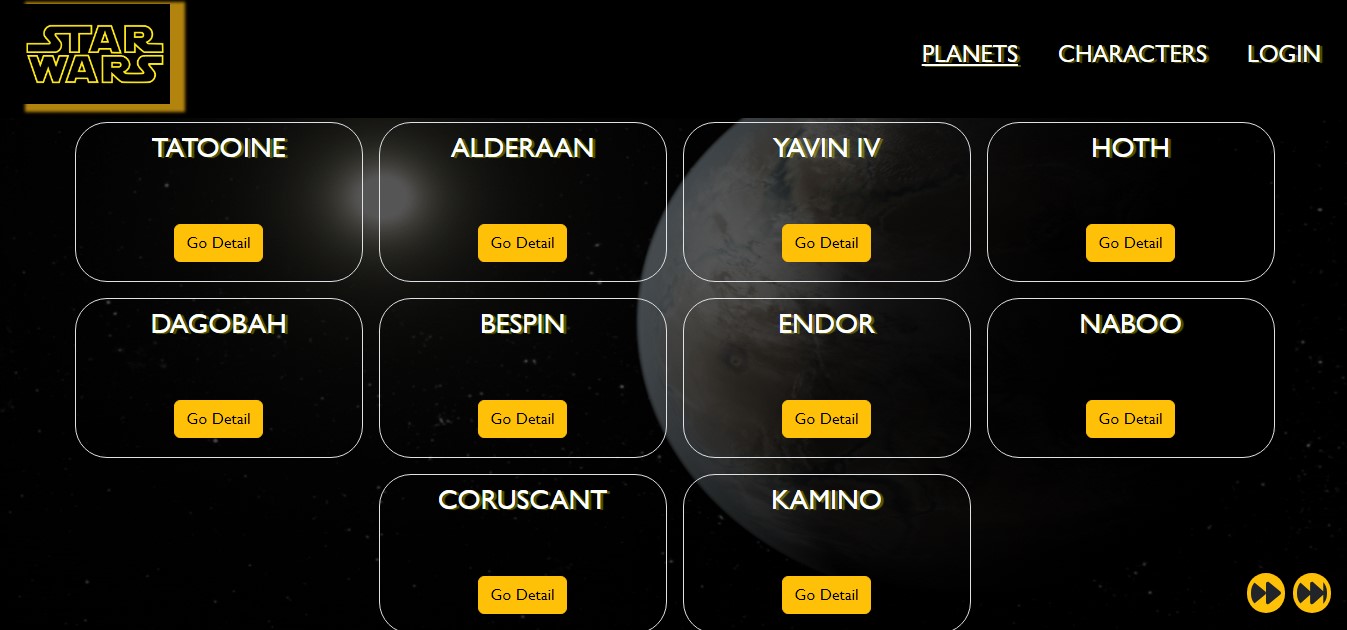 STAR
WARS
PLANETS CHARACTERS LOGIN
TATOOINE ALDERAAN YAVIN IV HOTH
Go Detail Go Detail Go Detail Go Detail
DAGOBAH BESPIN ENDOR NABOO
Go Detail Go Detail Go Detail Go Detail
CORUSCANT KAMINO
Go Detail Go Detail